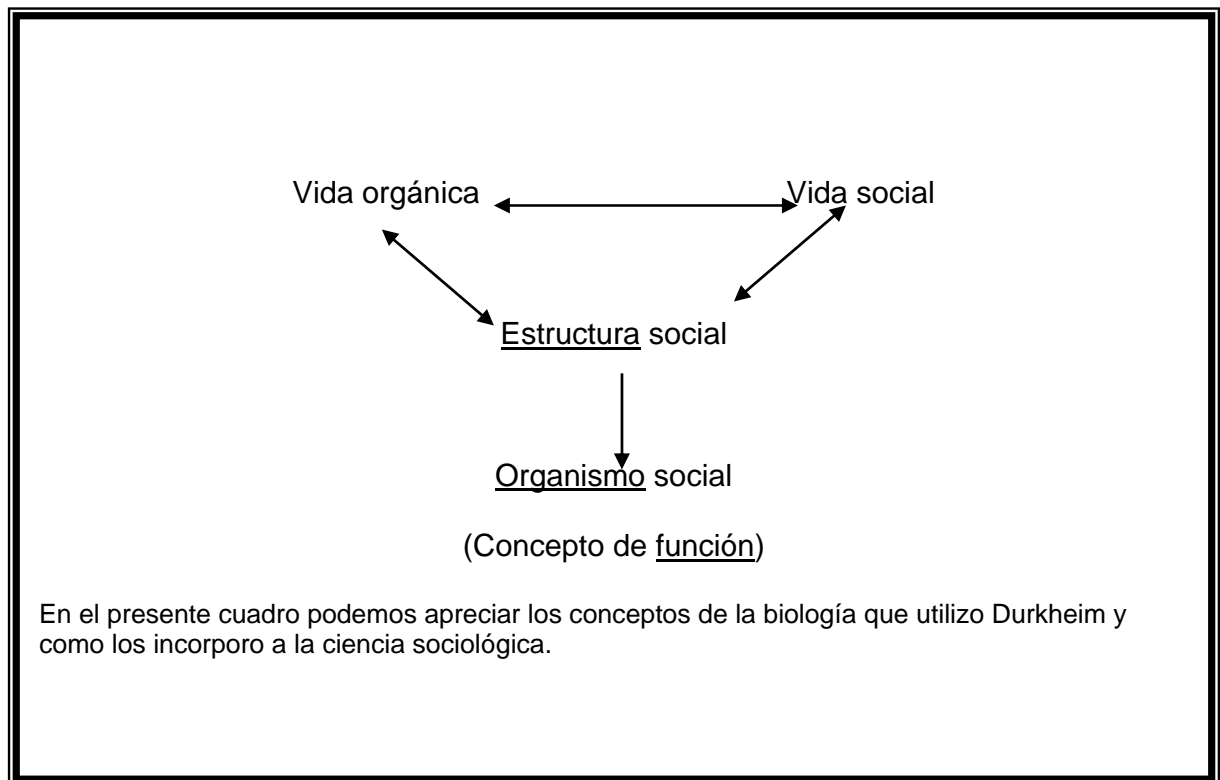 Vida orgánica Vida social
Estructura social
Organismo social
(Concepto de función)
En el presente cuadro podemos apreciar los conceptos de la biología que utilizo Durkheim y
como los incorporo a la ciencia sociológica.